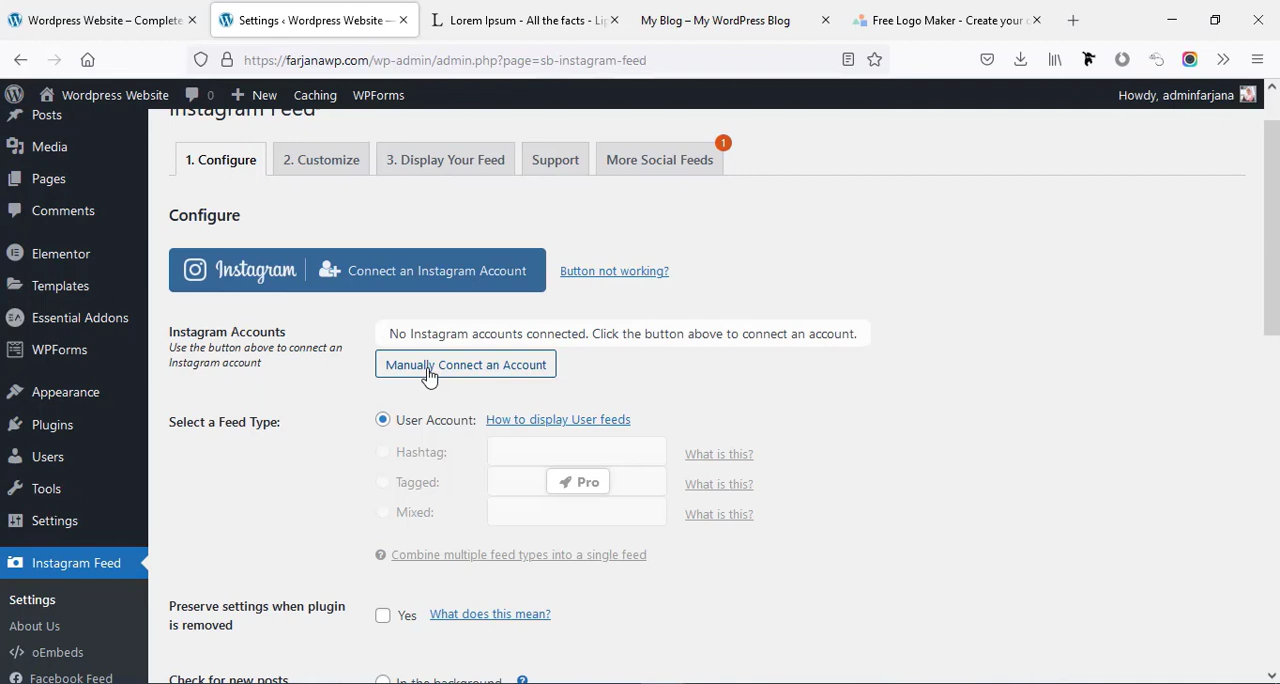 Wordpress Website – Complete
Settings ‹ Wordpress Website —
Lorem Ipsum - All the facts - Lip
My Blog – My WordPress Blog
Free Logo Maker - Create your o
https://farjanawp.com/wp-admin/admin.php?page=sb-instagram-feed
Wordpress Website 0 New Caching WPForms Howdy, adminfarjana
Posts
Media
Pages
Comments
Elementor
Templates
Essential Addons
WPForms
Appearance
Plugins
Users
Tools
Settings
Instagram Feed
Settings
About Us
oEmbeds
Facebook Feed
Instagram Feed
1. Configure 2. Customize 3. Display Your Feed Support More Social Feeds 1
Configure
Instagram Connect an Instagram Account Button not working?
Instagram Accounts
Use the button above to connect an
Instagram account
No Instagram accounts connected. Click the button above to connect an account.
Manually Connect an Account
Select a Feed Type:
User Account: How to display User feeds
Hashtag: What is this?
Tagged: Pro What is this?
Mixed: What is this?
Combine multiple feed types into a single feed
Preserve settings when plugin
is removed
Yes What does this mean?
Check for new posts In the background